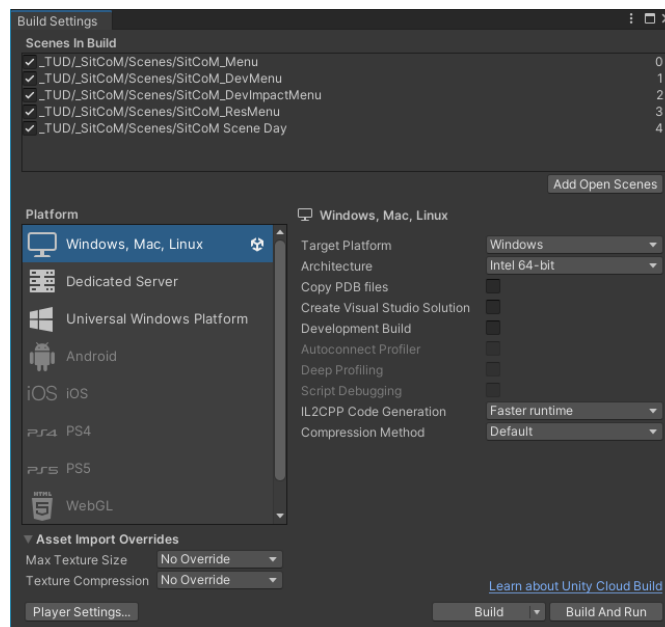 Build Settings
Scenes In Build
_TUD/_SitCoM/Scenes/SitCoM_Menu 0
_TUD/_SitCoM/Scenes/SitCoM_DevMenu 1
_TUD/_SitCoM/Scenes/SitCoM_DevImpactMenu 2
_TUD/_SitCoM/Scenes/SitCoM_ResMenu 3
_TUD/_SitCoM/Scenes/SitCoM Scene Day 4
Add Open Scenes
Platform
Windows, Mac, Linux
Dedicated Server
Universal Windows Platform
Android
iOS iOS
PS4 PS4
PS5 PS5
HTML 5 WebGL
Windows, Mac, Linux
Target Platform Windows
Architecture Intel 64-bit
Copy PDB files
Create Visual Studio Solution
Development Build
Autoconnect Profiler
Deep Profiling
Script Debugging
IL2CPP Code Generation Faster runtime
Compression Method Default
Asset Import Overrides
Max Texture Size No Override
Texture Compression No Override
Learn about Unity Cloud Build
Player Settings... Build Build And Run